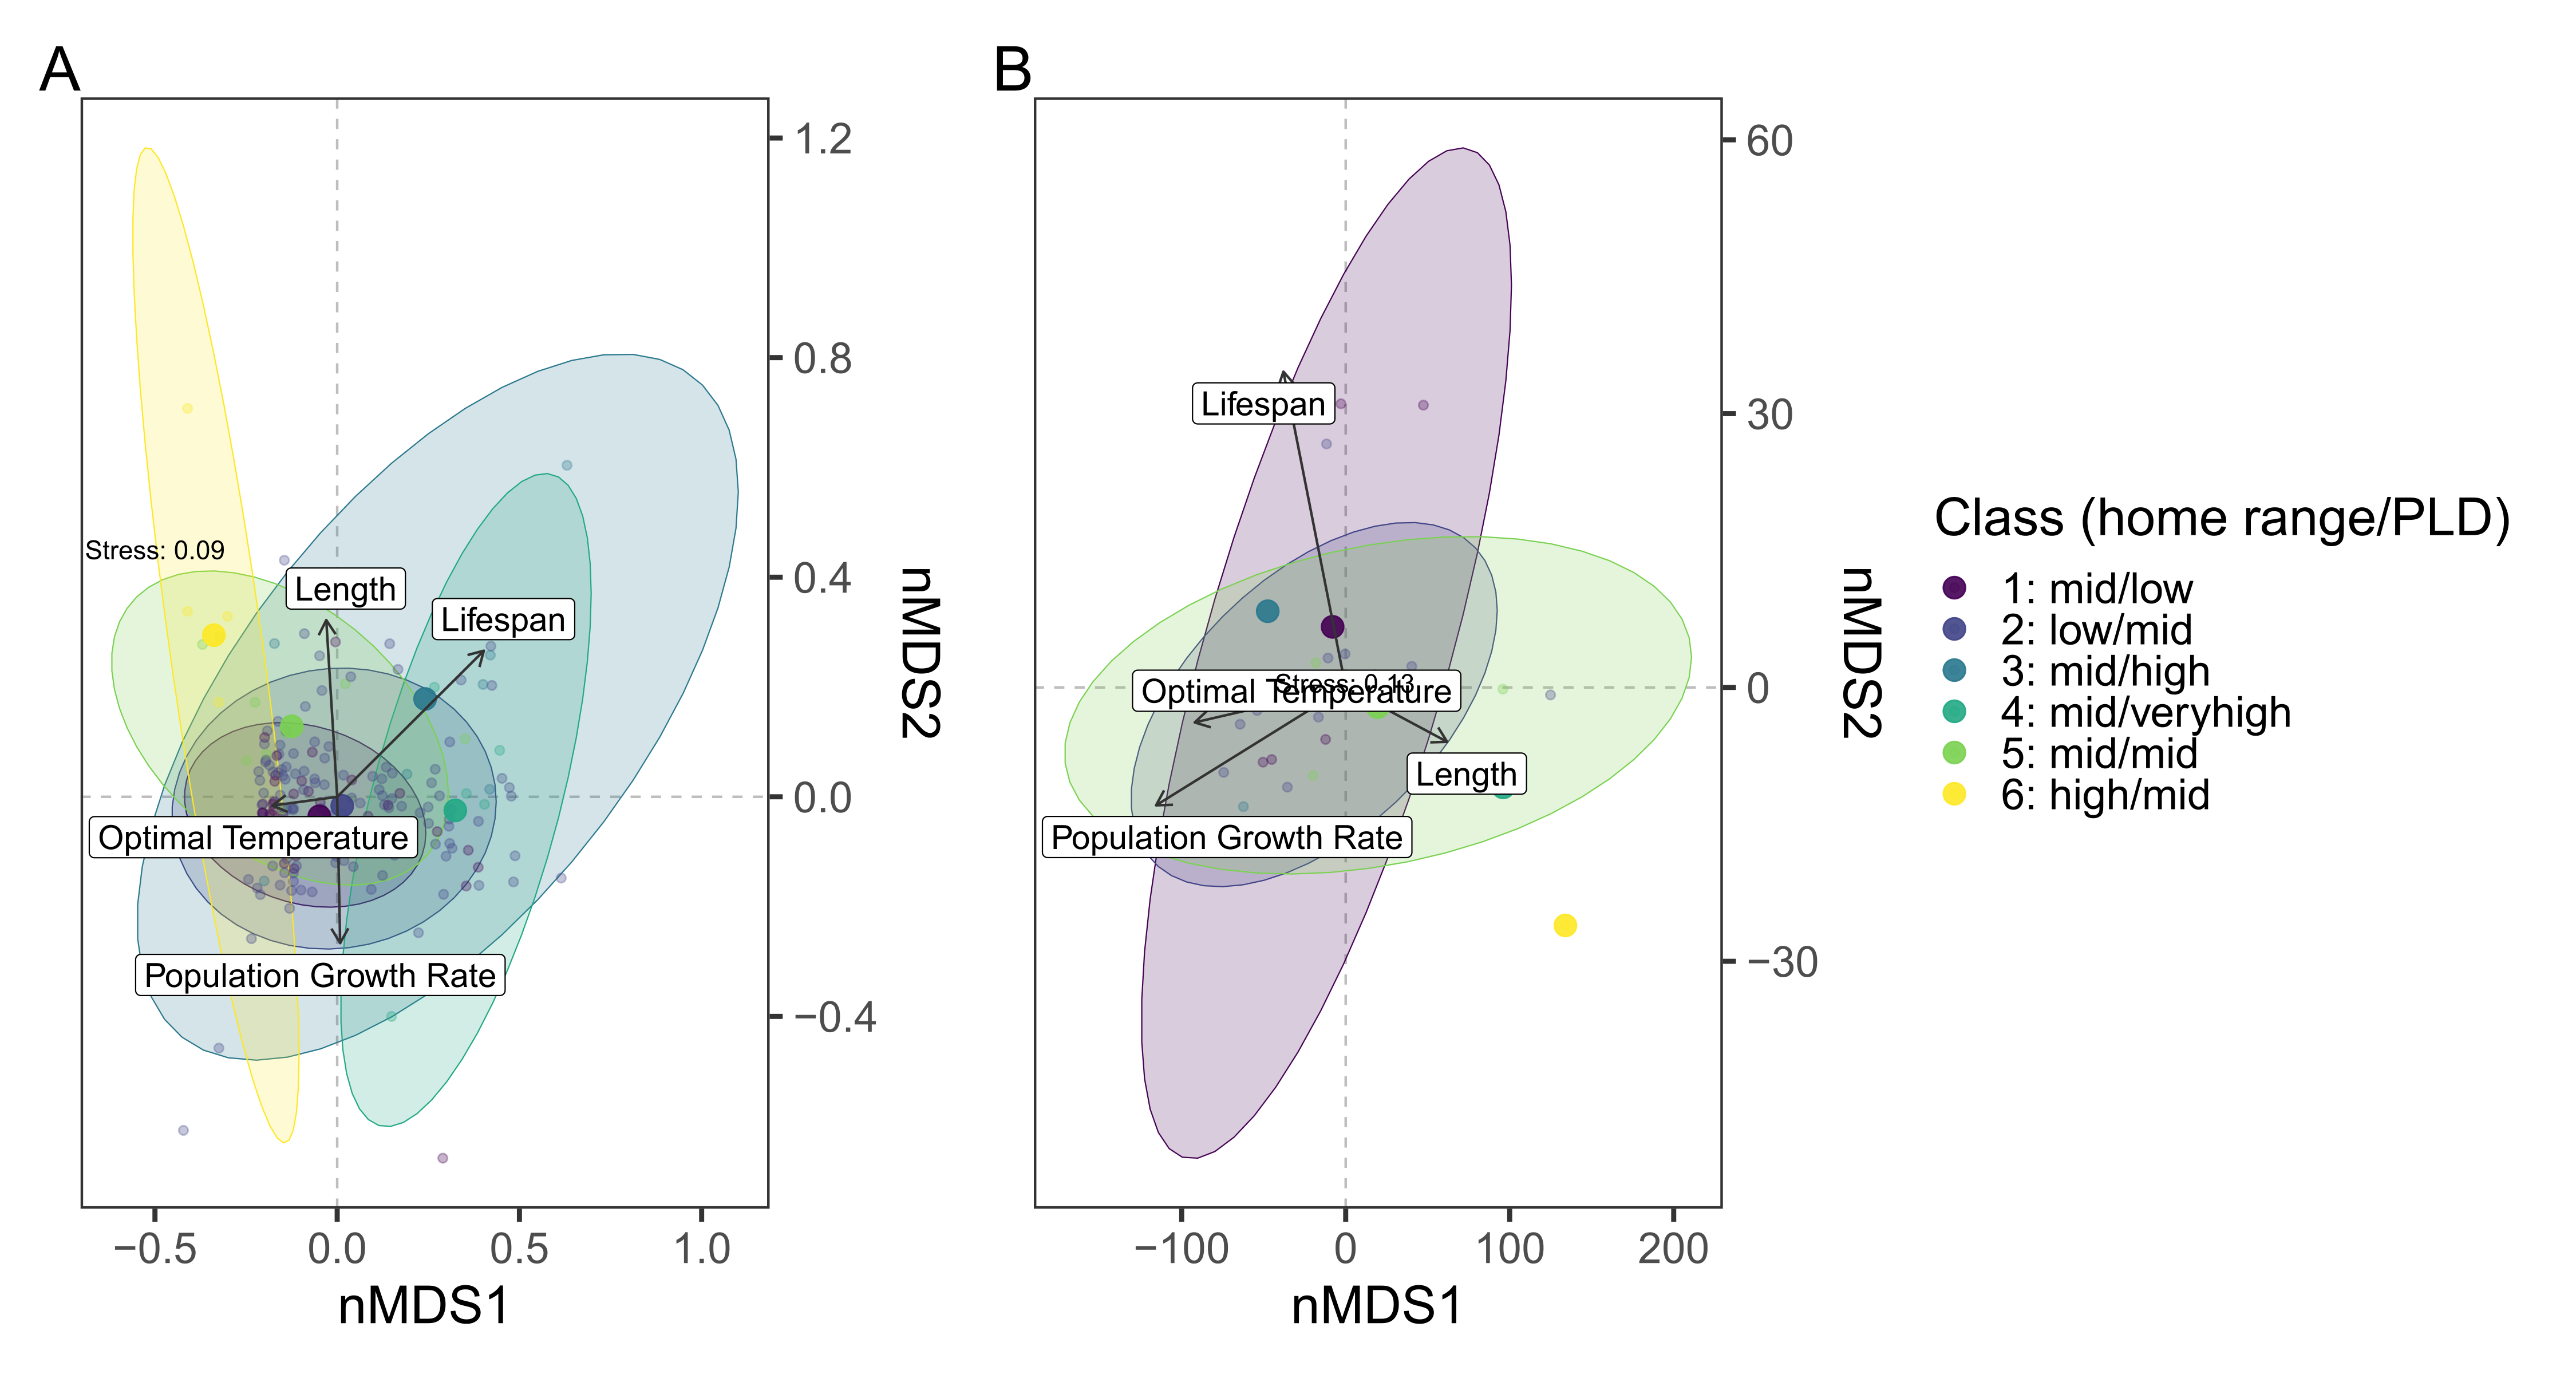 A
1.2
0.8
0.4
0.0
−0.4
Stress: 0.09
Length
Lifespan
Optimal Temperature
Population Growth Rate
−0.5
0.0
0.5
1.0
nMDS1
nMDS2
B
60
30
0
−30
Lifespan
Stress: 0.13
Optimal Temperature
Length
Population Growth Rate
−100
0
100
200
nMDS1
nMDS2
Class (home range/PLD)
1: mid/low
2: low/mid
3: mid/high
4: mid/veryhigh
5: mid/mid
6: high/mid